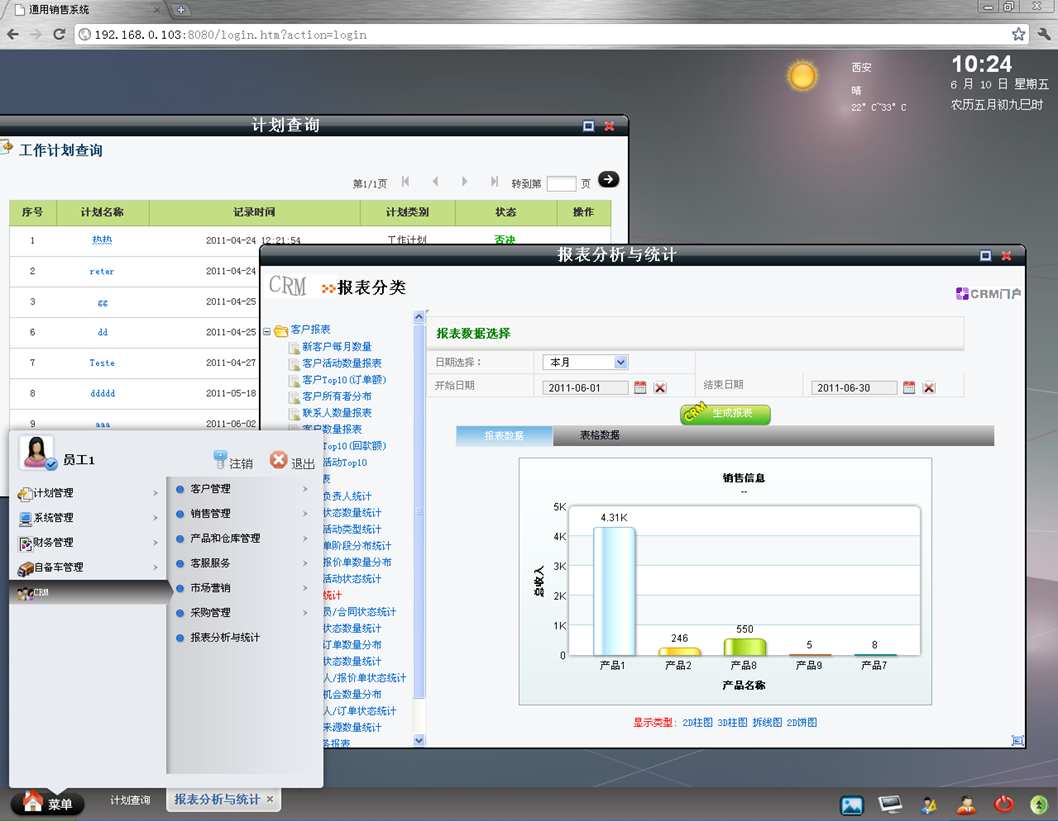 通用销售系统
192.168.0.103:8080/login.htm?action=login
西安
晴
22° C~33° C
10:24
6 月 10 日 星期五
农历五月初九巳时
计划查询
工作计划查询
第1/1页 转到第 页
序号 计划名称 记录时间 计划类别 状态 操作
1 热热 2011-04-24 12:21:54 工作计划 否决
2 reter 2011-04-24
3 gg 2011-04-25
6 dd 2011-04-25
7 Teste 2011-04-27
8 ddddd 2011-05-18
9 aaa 2011-06-02
报表分析与统计
CRM 报表分类
CRM门户
客户报表
新客户每月数量
客户活动数量报表
客户Top10(订单额)
客户所有者分布
联系人数量报表
客户数量报表
Top10(回款额)
活动Top10
表
负责人统计
状态数量统计
活动类型统计
单阶段分布统计
报价单数量分布
活动状态统计
统计
员/合同状态统计
状态数量统计
订单数量分布
状态数量统计
人/报价单状态统计
机会数量分布
人/订单状态统计
来源数量统计
务报表
报表数据选择
日期选择： 本月
开始日期 2011-06-01 结束日期 2011-06-30
CRM 生成报表
报表数据 表格数据
销售信息
--
总收入
5K
4K
3K
2K
1K
0
4.31K
246
550
5
8
产品1 产品2 产品8 产品9 产品7
产品名称
显示类型: 2D柱图 3D柱图 拆线图 2D饼图
员工1 注销 退出
计划管理
系统管理
财务管理
自备车管理
CRM
客户管理
销售管理
产品和仓库管理
客服服务
市场营销
采购管理
报表分析与统计
菜单 计划查询 报表分析与统计 ×